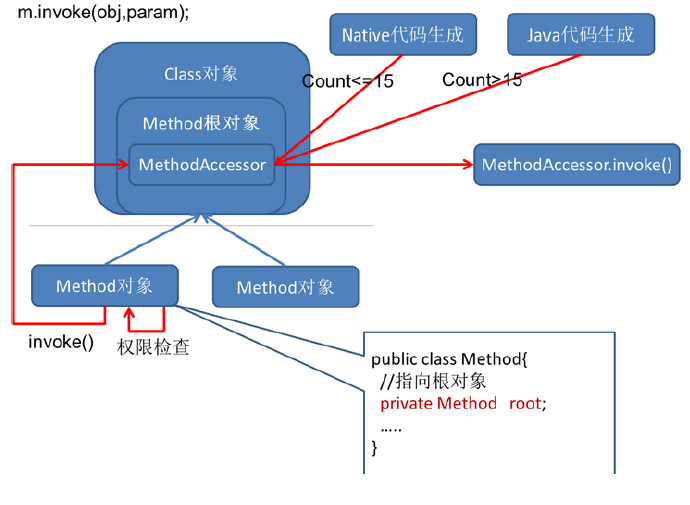 m.invoke(obj,param);
Native代码生成
Java代码生成
Class对象
Count<=15
Count>15
Method根对象
MethodAccessor
MethodAccessor.invoke()
Method对象
Method对象
invoke()
权限检查
public class Method{
//指向根对象
private Method root;
.....
}